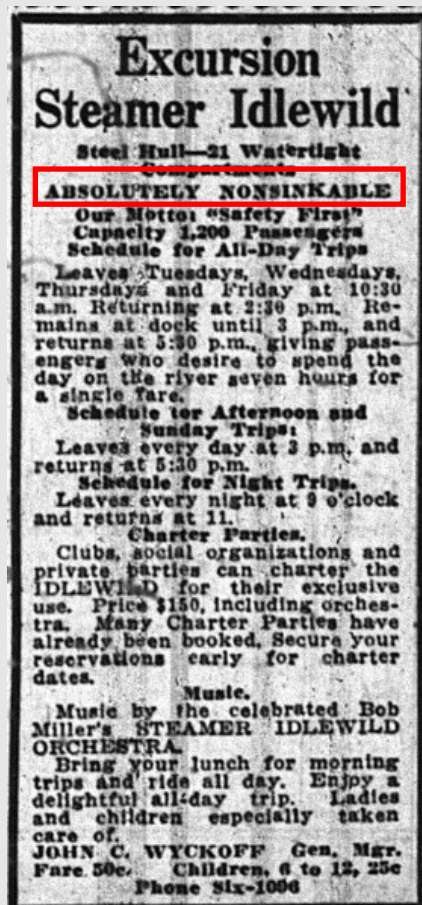 Excursion
Steamer Idlewild
Steel Hull—21 Watertight
Compartments
ABSOLUTELY NONSINKABLE
Our Motto: "Safety First"
Capacity 1,200 Passengers
Schedule for All-Day Trips
Leaves Tuesdays, Wednesdays,
Thursdays and Friday at 10:30
a.m. Returning at 2:30 p.m. Re-
mains at dock until 3 p.m., and
returns at 5:30 p.m., giving pass-
engers who desire to spend the
day on the river seven hours for
a single fare.
Schedule for Afternoon and
Sunday Trips:
Leaves every day at 3 p.m. and
returns at 5:30 p.m.
Schedule for Night Trips.
Leaves every night at 9 o'clock
and returns at 11.
Charter Parties.
Clubs, social organizations and
private parties can charter the
IDLEWILD for their exclusive
use. Price $150, including orches-
tra. Many Charter Parties have
already been booked. Secure your
reservations early for charter
dates.
Music.
Music by the celebrated Bob
Miller's STEAMER IDLEWILD
ORCHESTRA.
Bring your lunch for morning
trips and ride all day. Enjoy a
delightful all-day trip. Ladies
and children especially taken
care of.
JOHN C. WYCKOFF Gen. Mgr.
Fare 50c. Children, 6 to 12, 25c
Phone Six-1006